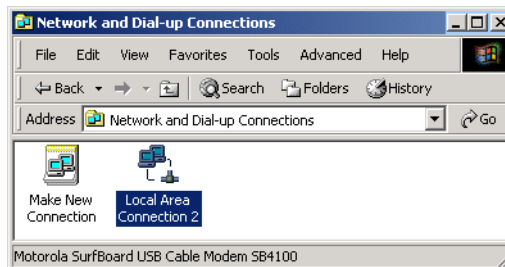 Network and Dial-up Connections
File Edit View Favorites Tools Advanced Help
Back Search Folders History
Address Network and Dial-up Connections Go
Make New Connection
Local Area Connection 2
Motorola SurfBoard USB Cable Modem SB4100